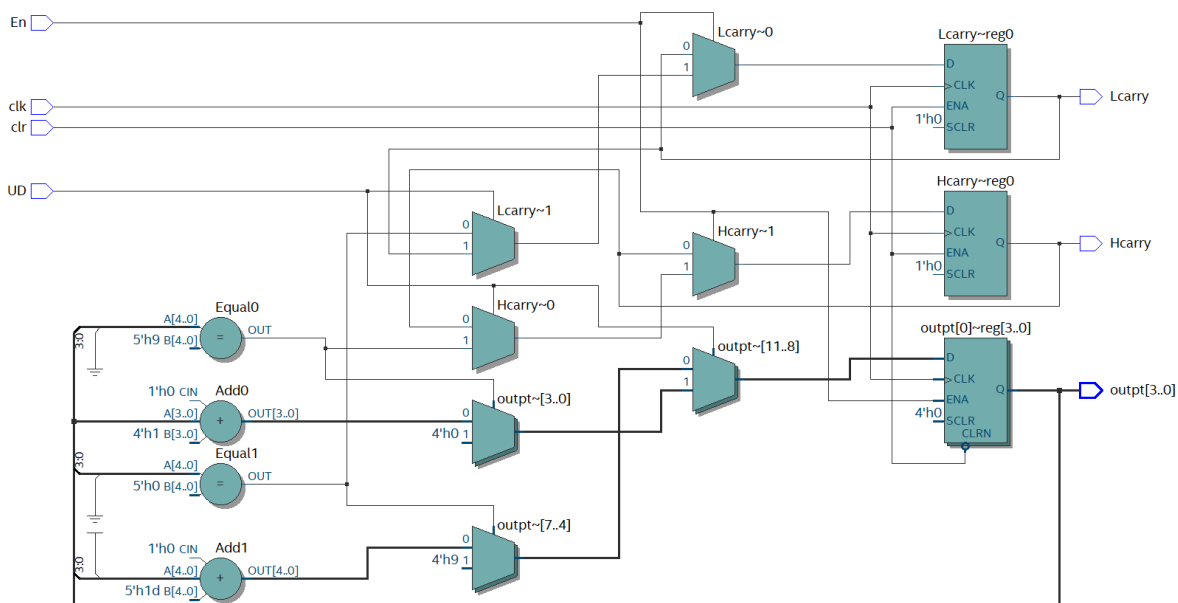 En
clk
clr
UD
Lcarry~0
0
1
Lcarry~reg0
D
>CLK
ENA
1'h0 SCLR
Q
Lcarry
Lcarry~1
0
1
Hcarry~1
0
1
Hcarry~reg0
D
>CLK
ENA
1'h0 SCLR
Q
Hcarry
Hcarry~0
0
1
Equal0
3:0
A[4..0]
5'h9 B[4..0]
=
OUT
Add0
1'h0 CIN
A[3..0]
4'h1 B[3..0]
+
OUT[3..0]
outpt~[3..0]
0
4'h0 1
outpt~[11..8]
0
1
outpt[0]~reg[3..0]
D
>CLK
ENA
4'h0 SCLR
CLRN
Q
outpt[3..0]
Equal1
3:0
A[4..0]
5'h0 B[4..0]
=
OUT
outpt~[7..4]
0
4'h9 1
Add1
3:0
1'h0 CIN
A[4..0]
5'h1d B[4..0]
+
OUT[4..0]